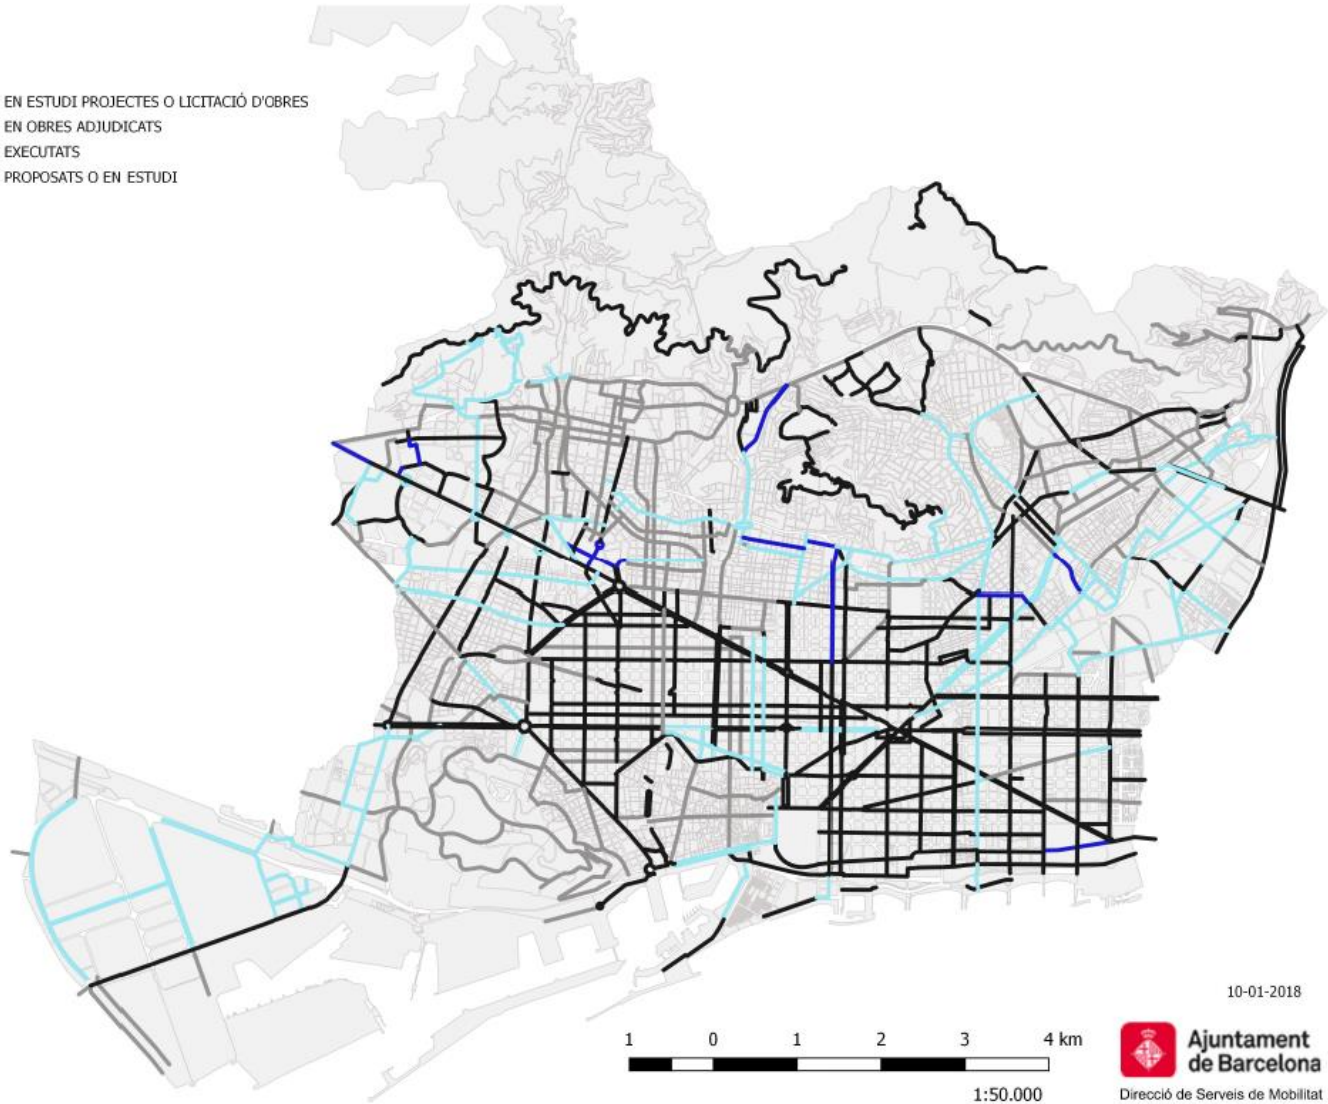 EN ESTUDI PROJECTES O LICITACIÓ D'OBRES
EN OBRES ADJUDICATS
EXECUTATS
PROPOSATS O EN ESTUDI
10-01-2018
1 0 1 2 3 4 km
1:50.000
Ajuntament
de Barcelona
Direcció de Serveis de Mobilitat